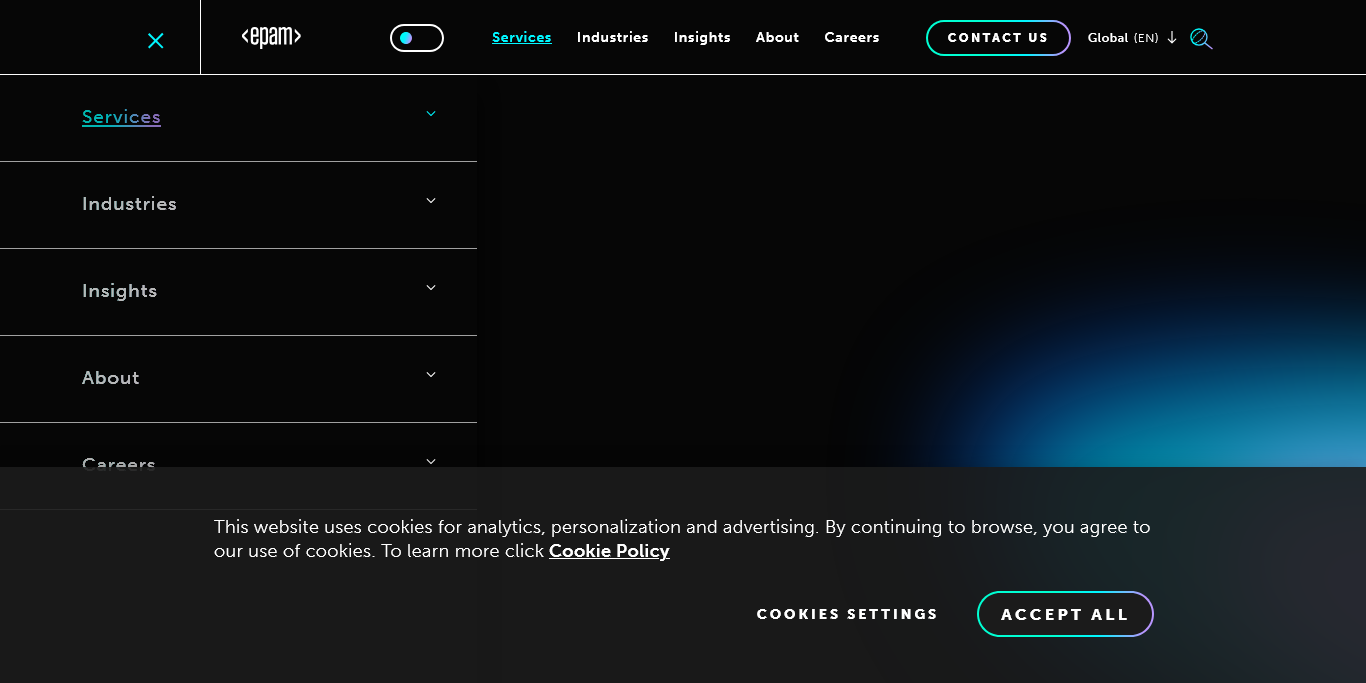 <epam>
Services Industries Insights About Careers
CONTACT US
Global (EN)
Services
Industries
Insights
About
Careers
This website uses cookies for analytics, personalization and advertising. By continuing to browse, you agree to
our use of cookies. To learn more click Cookie Policy
COOKIES SETTINGS
ACCEPT ALL